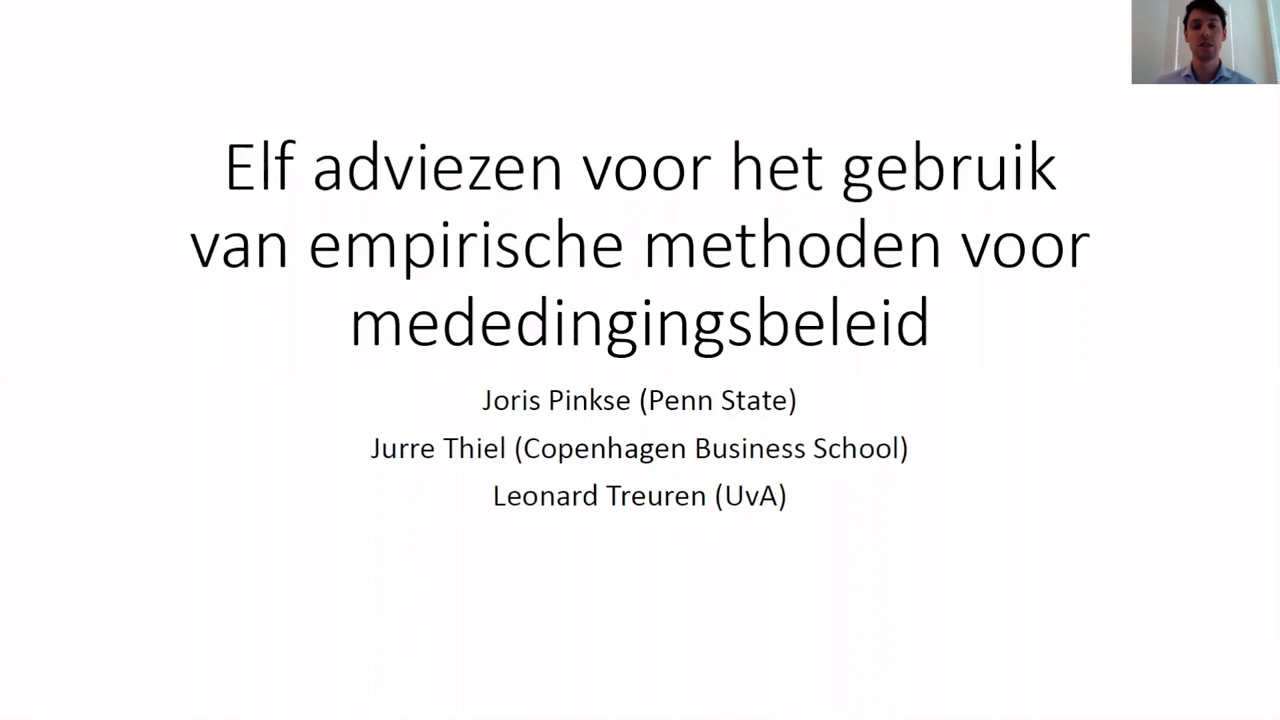 Elf adviezen voor het gebruik
van empirische methoden voor
mededingingsbeleid
Joris Pinkse (Penn State)
Jurre Thiel (Copenhagen Business School)
Leonard Treuren (UvA)